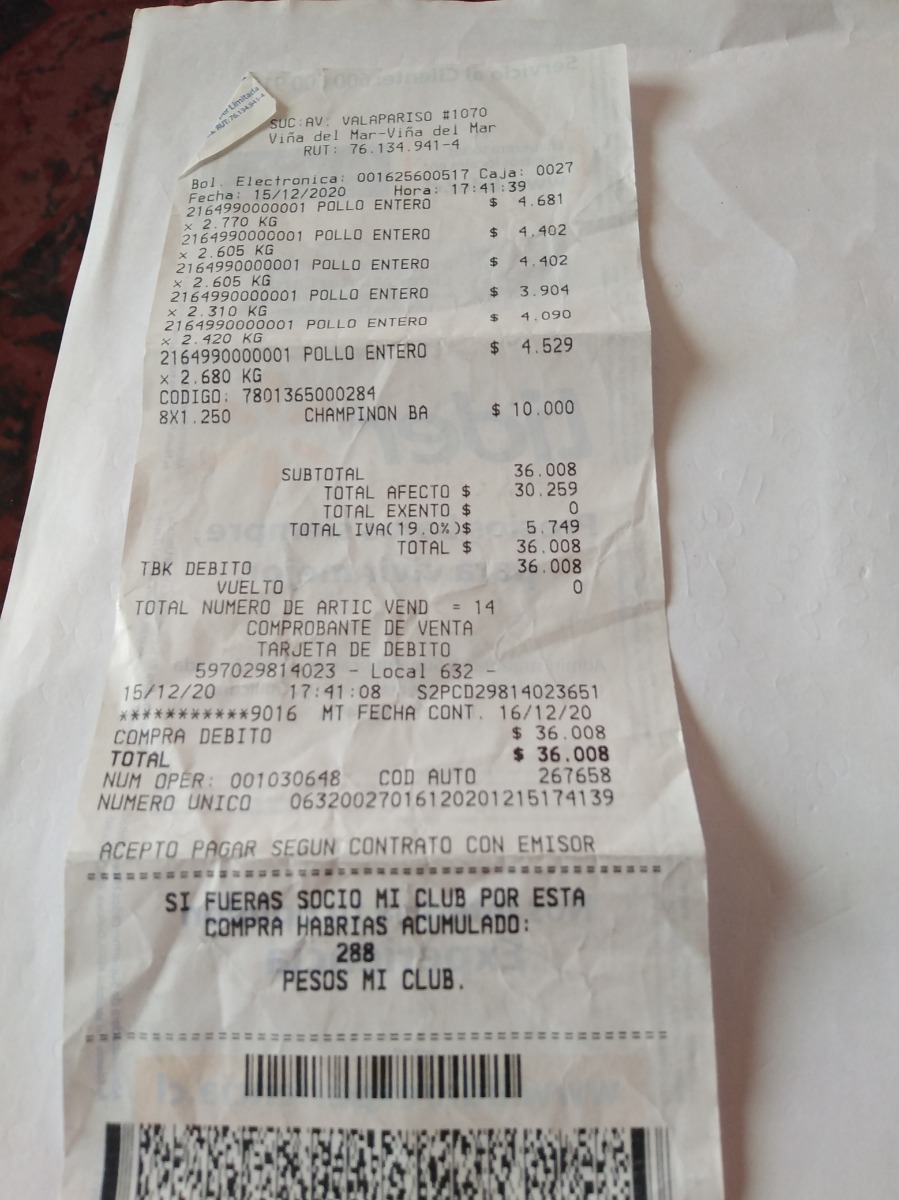 er Limitada
RUT:76.134.941-4
SUC:AV. VALAPARISO #1070
Viña del Mar-Viña del Mar
RUT: 76.134.941-4
Bol. Electronica: 001625600517 Caja: 0027
Fecha: 15/12/2020 Hora: 17:41:39
2164990000001 POLLO ENTERO $ 4.681
x 2.770 KG
2164990000001 POLLO ENTERO $ 4.402
x 2.605 KG
2164990000001 POLLO ENTERO $ 4.402
x 2.605 KG
2164990000001 POLLO ENTERO $ 3.904
x 2.310 KG
2164990000001 POLLO ENTERO $ 4.090
x 2.420 KG
2164990000001 POLLO ENTERO $ 4.529
x 2.680 KG
CODIGO: 7801365000284
8X1.250 CHAMPINON BA $ 10.000
SUBTOTAL 36.008
TOTAL AFECTO $ 30.259
TOTAL EXENTO $ 0
TOTAL IVA(19.0%)$ 5.749
TOTAL $ 36.008
TBK DEBITO 36.008
VUELTO 0
TOTAL NUMERO DE ARTIC VEND = 14
COMPROBANTE DE VENTA
TARJETA DE DEBITO
597029814023 - Local 632 -
15/12/20 17:41:08 S2PCD29814023651
***********9016 MT FECHA CONT. 16/12/20
COMPRA DEBITO $ 36.008
TOTAL $ 36.008
NUM OPER: 001030648 COD AUTO 267658
NUMERO UNICO 063200270161202012151741​39
ACEPTO PAGAR SEGUN CONTRATO CON EMISOR
SI FUERAS SOCIO MI CLUB POR ESTA
COMPRA HABRIAS ACUMULADO:
288
PESOS MI CLUB.